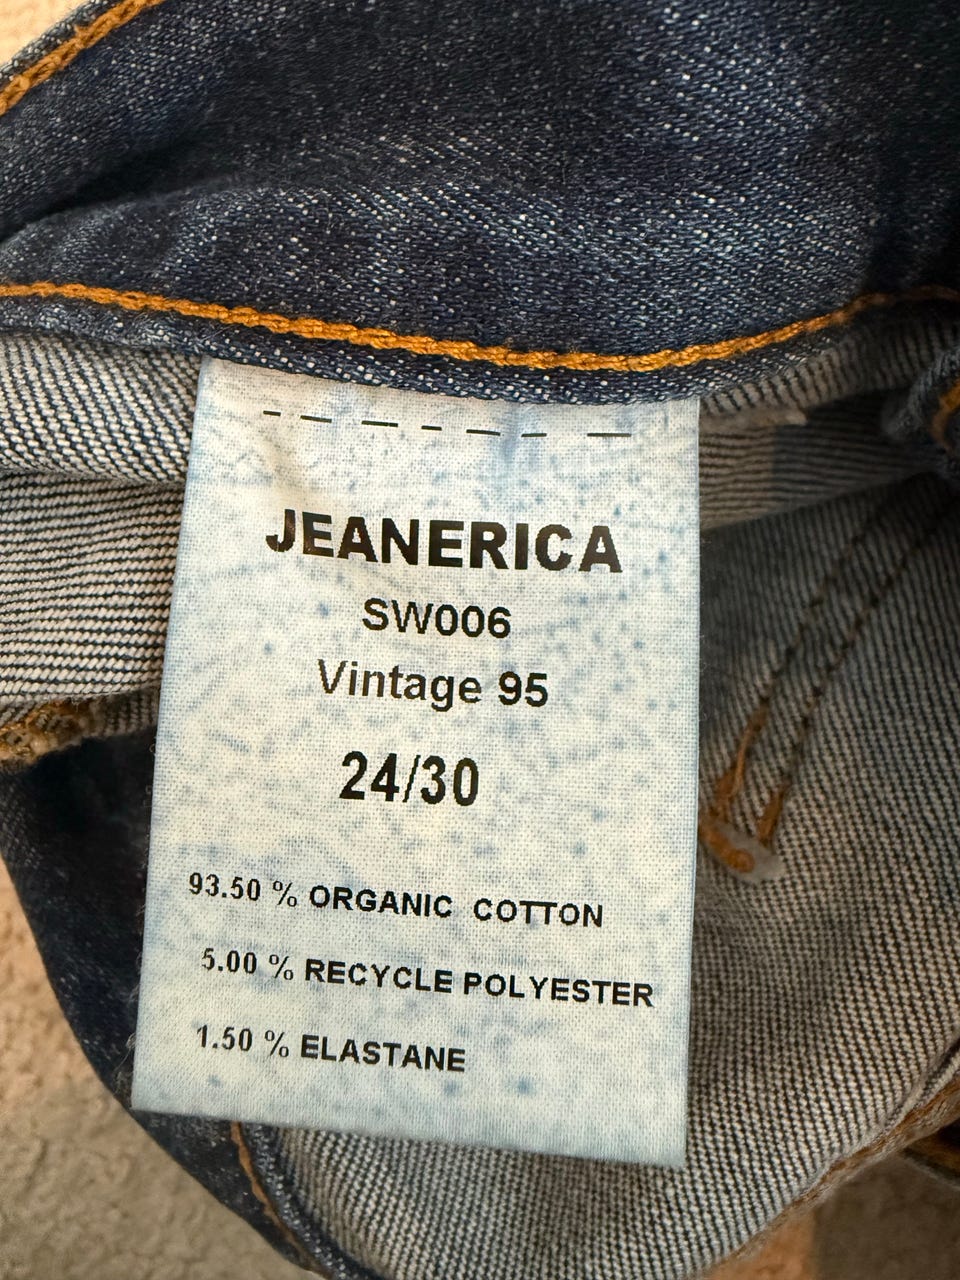 JEANERICA
SW006
Vintage 95
24/30
93.50 % ORGANIC COTTON
5.00 % RECYCLE POLYESTER
1.50 % ELASTANE